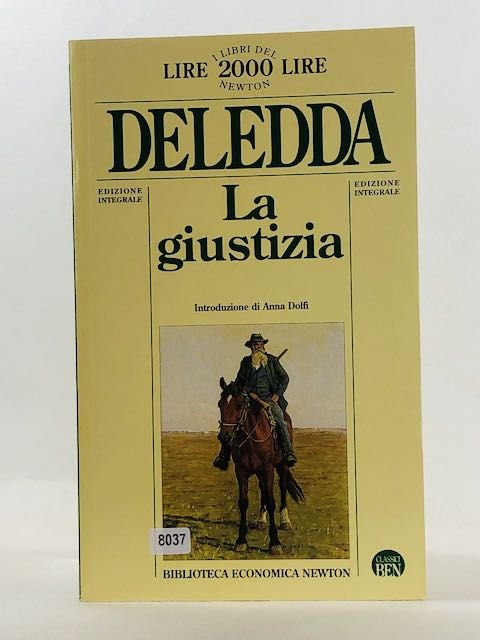 I LIBRI DEL
LIRE 2000 LIRE
NEWTON
DELEDDA
EDIZIONE
INTEGRALE
EDIZIONE
INTEGRALE
La
giustizia
Introduzione di Anna Dolfi
8037
BIBLIOTECA ECONOMICA NEWTON
CLASSICI
BEN